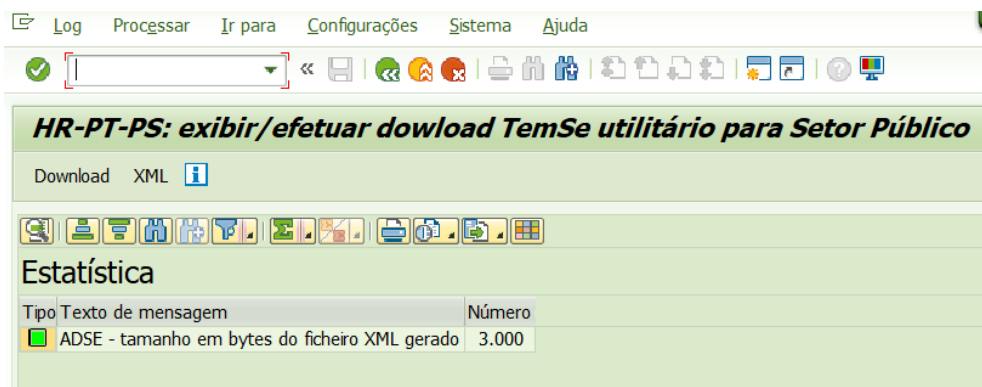 Log Processar Ir para Configurações Sistema Ajuda
HR-PT-PS: exibir/efetuar dowload TemSe utilitário para Setor Público
Download XML
Estatística
Tipo Texto de mensagem Número
ADSE - tamanho em bytes do ficheiro XML gerado 3.000